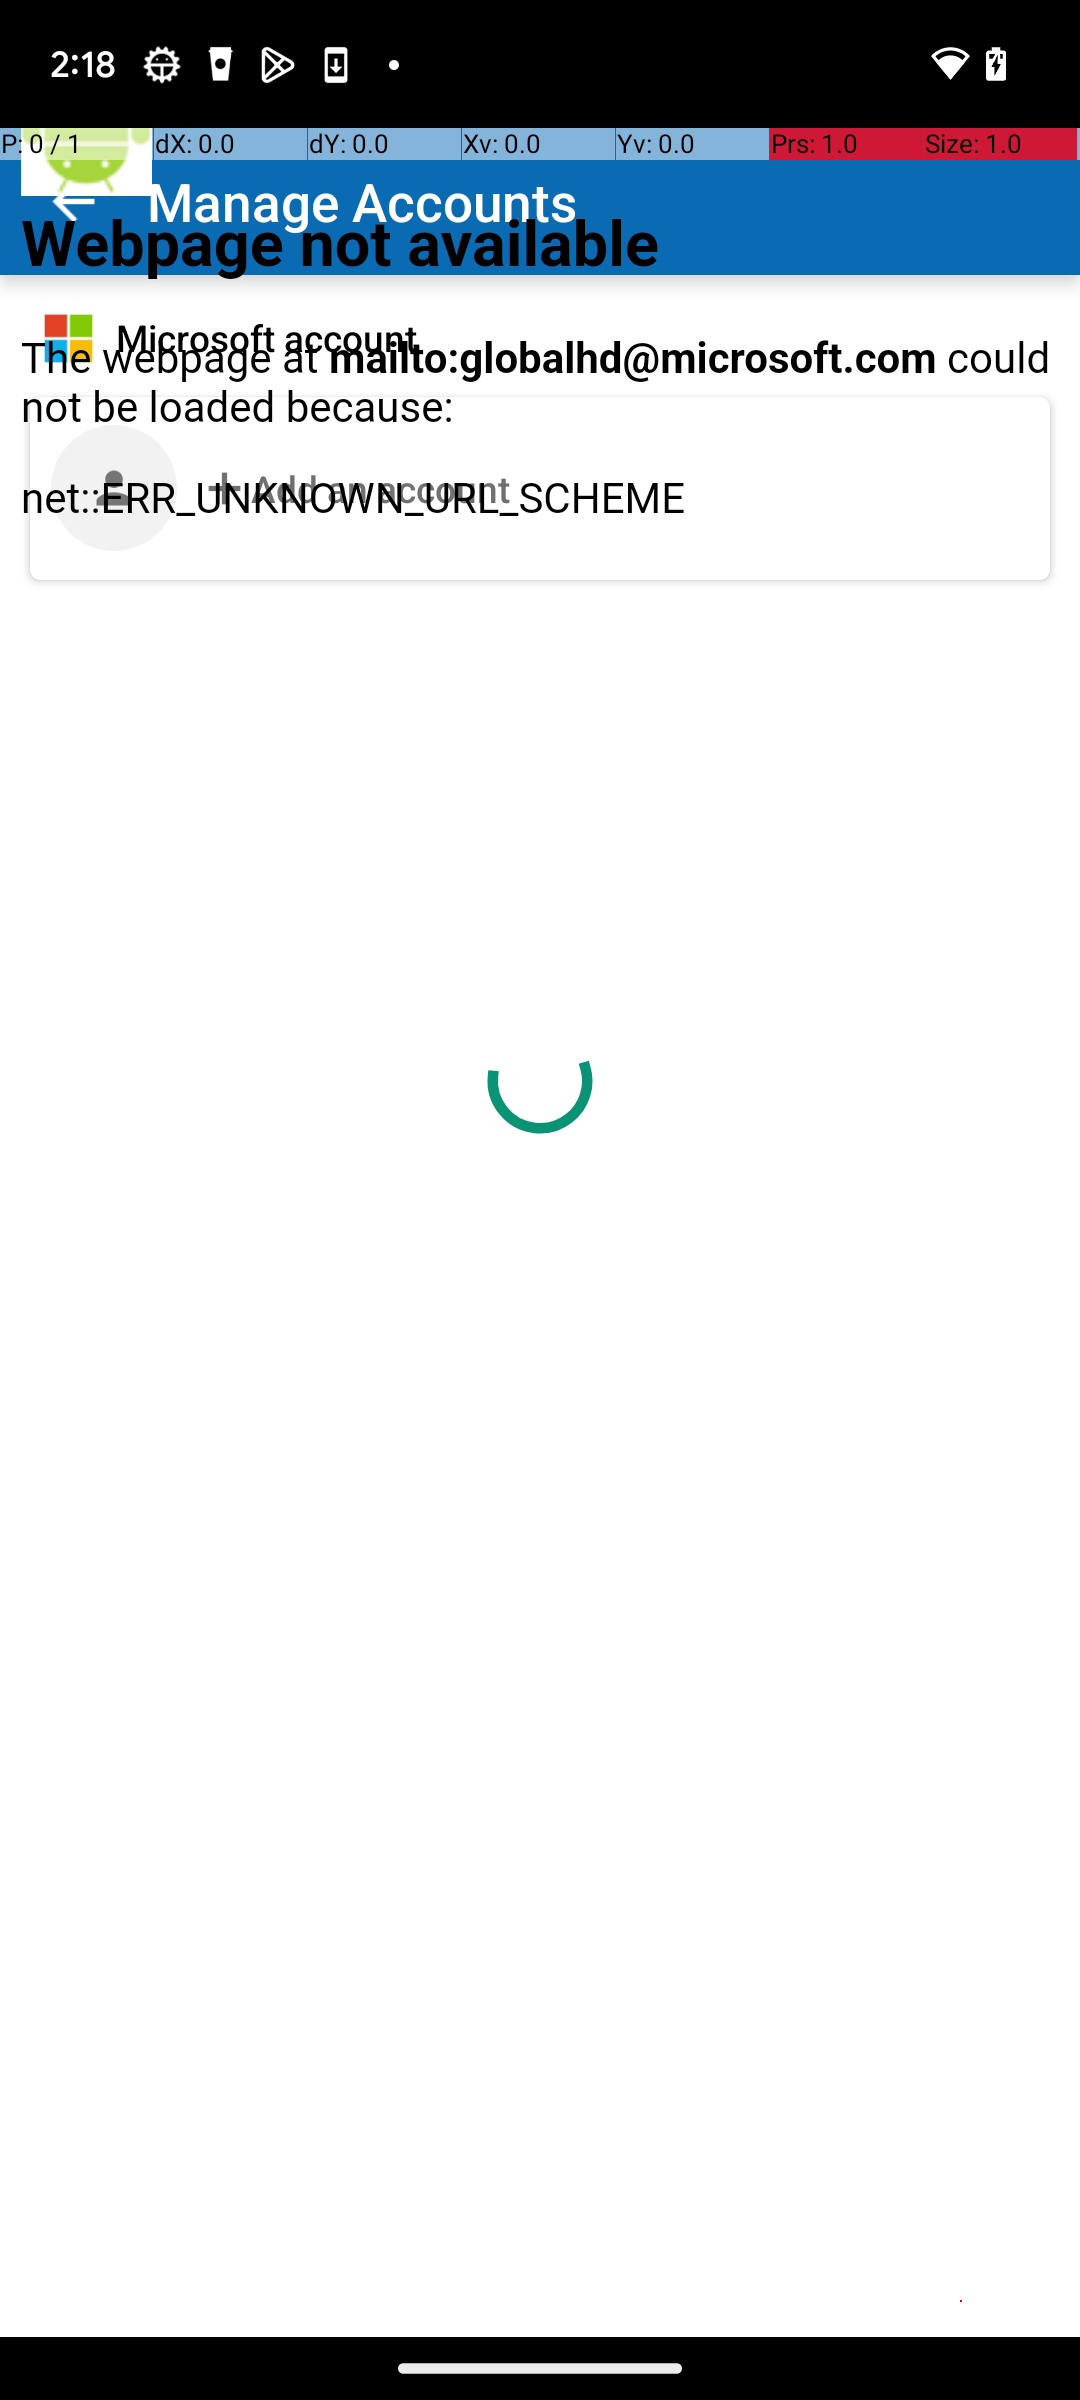 2:18
P: 0 / 1 dX: 0.0 dY: 0.0 Xv: 0.0 Yv: 0.0 Prs: 1.0 Size: 1.0
Manage Accounts
Webpage not available
Microsoft account
The webpage at mailto:globalhd@microsoft.com could
not be loaded because:
Add an account
net::ERR_UNKNOWN_URL_SCHEME